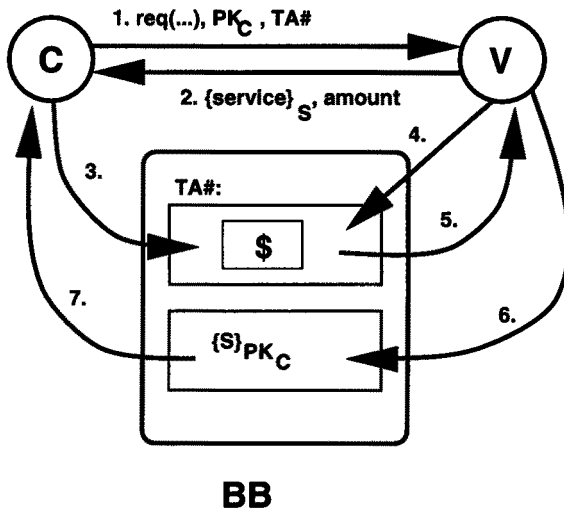 1. req(...), PK_C , TA#
C
V
2. {service}_S, amount
3.
4.
TA#:
$
5.
7.
6.
{S}_PK_C
BB